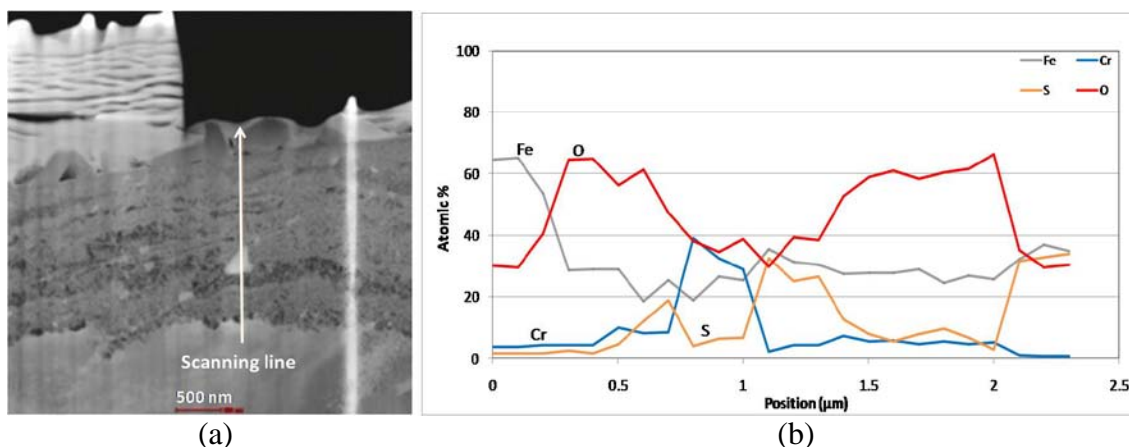 Scanning line
500 nm
(a)
100
80
60
40
20
0
Atomic %
Fe
Cr
S
O
Fe
O
Cr
S
0
0.5
1
1.5
2
2.5
Position (μm)
(b)